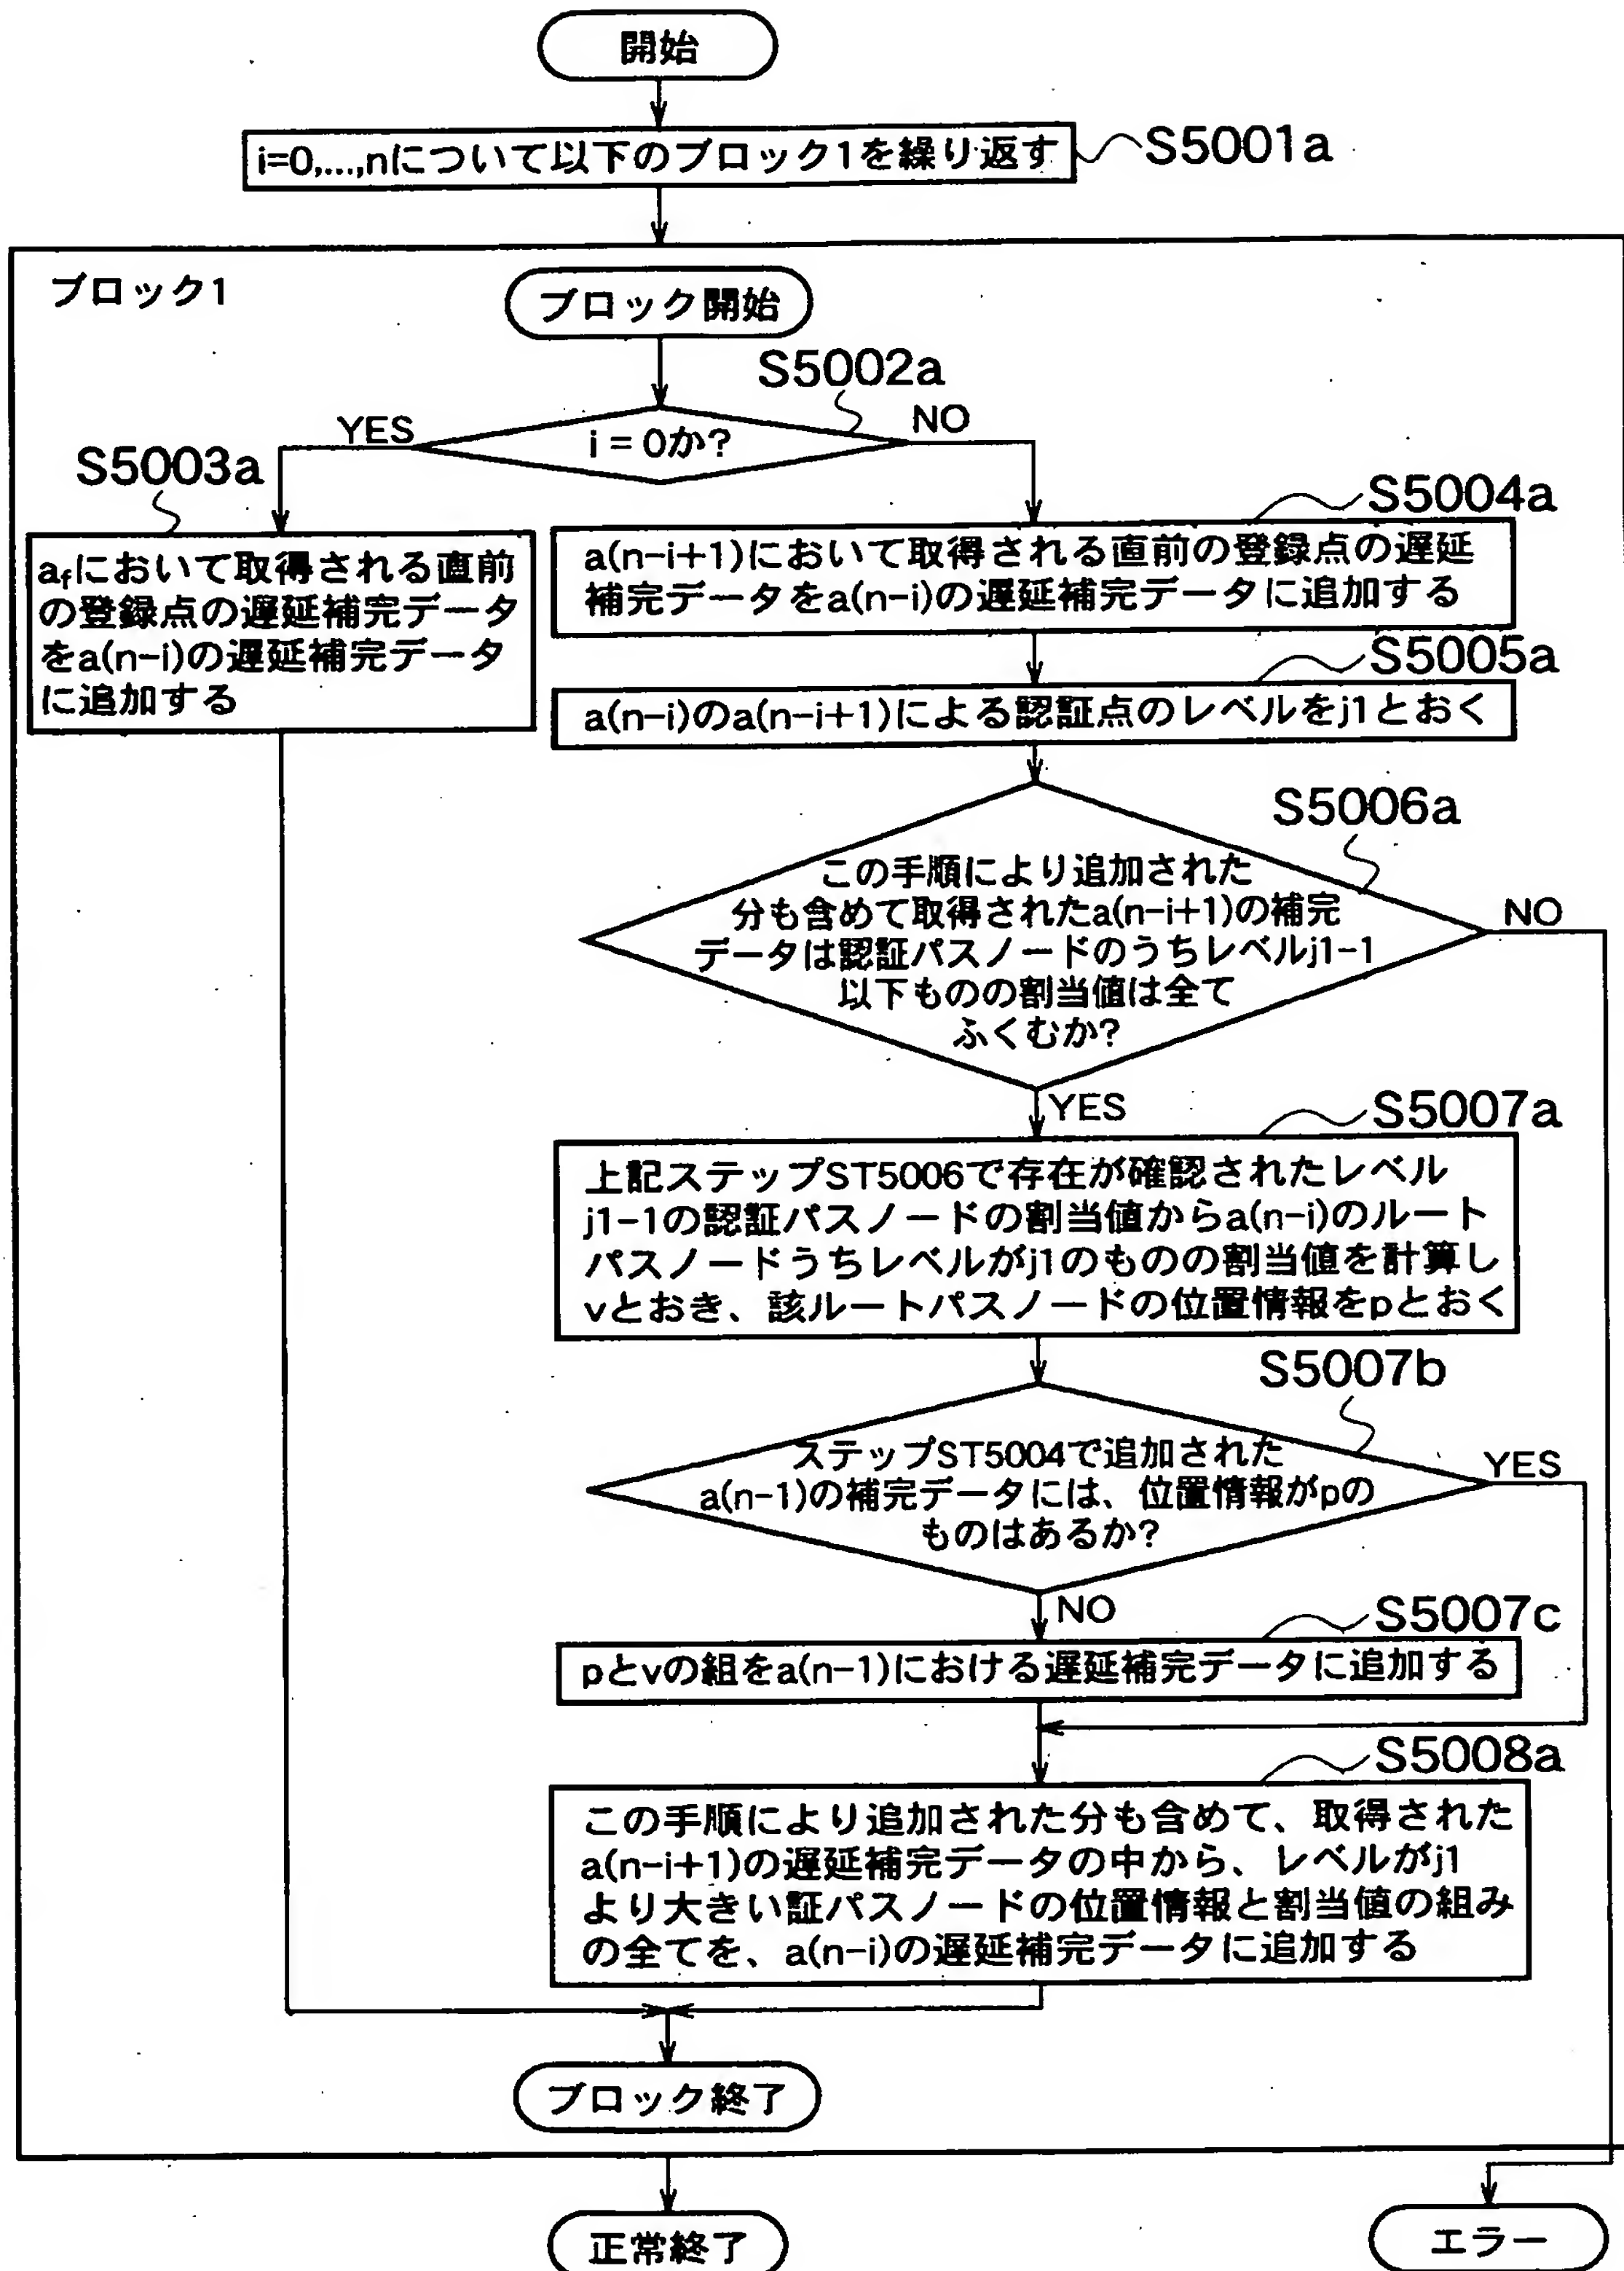 開始
i=0,...,nについて以下のブロック1を繰り返す
S5001a
ブロック1
ブロック開始
S5002a
YES
i = 0か?
NO
S5003a
afにおいて取得される直前
の登録点の遅延補完データ
をa(n-i)の遅延補完データ
に追加する
S5004a
a(n-i+1)において取得される直前の登録点の遅延
補完データをa(n-i)の遅延補完データに追加する
S5005a
a(n-i)のa(n-i+1)による認証点のレベルをj1とおく
S5006a
この手順により追加された
分も含めて取得されたa(n-i+1)の補完
データは認証パスノードのうちレベルj1-1
以下ものの割当値は全て
ふくむか?
NO
YES
S5007a
上記ステップST5006で存在が確認されたレベル
j1-1の認証パスノードの割当値からa(n-i)のルート
パスノードうちレベルがj1のものの割当値を計算し
vとおき、該ルートパスノードの位置情報をpとおく
S5007b
ステップST5004で追加された
a(n-1)の補完データには、位置情報がpの
ものはあるか?
YES
NO
S5007c
pとvの組をa(n-1)における遅延補完データに追加する
S5008a
この手順により追加された分も含めて、取得された
a(n-i+1)の遅延補完データの中から、レベルがj1
より大きい証パスノードの位置情報と割当値の組み
の全てを、a(n-i)の遅延補完データに追加する
ブロック終了
正常終了
エラー